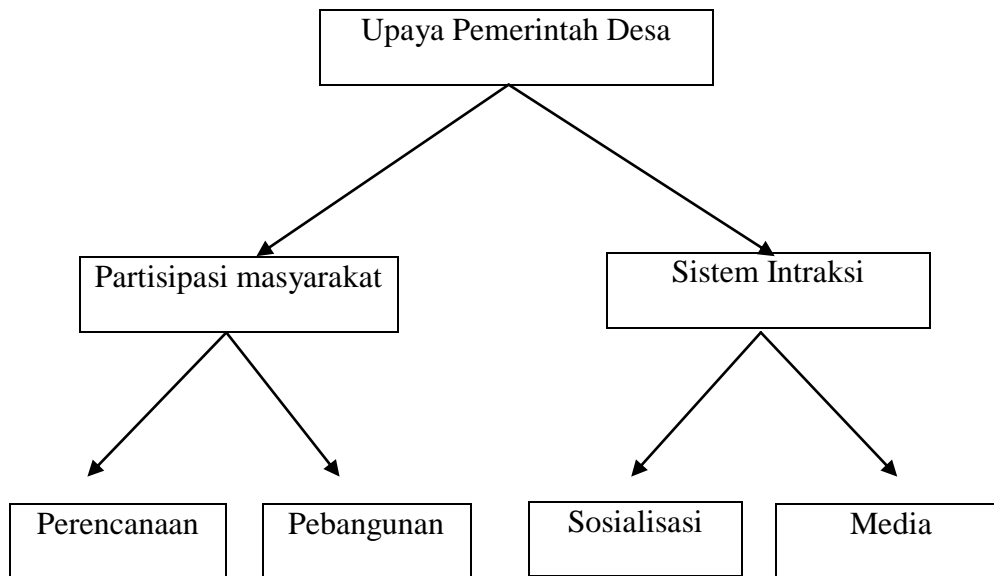 Upaya Pemerintah Desa
Partisipasi masyarakat
Sistem Intraksi
Perencanaan
Pebangunan
Sosialisasi
Media